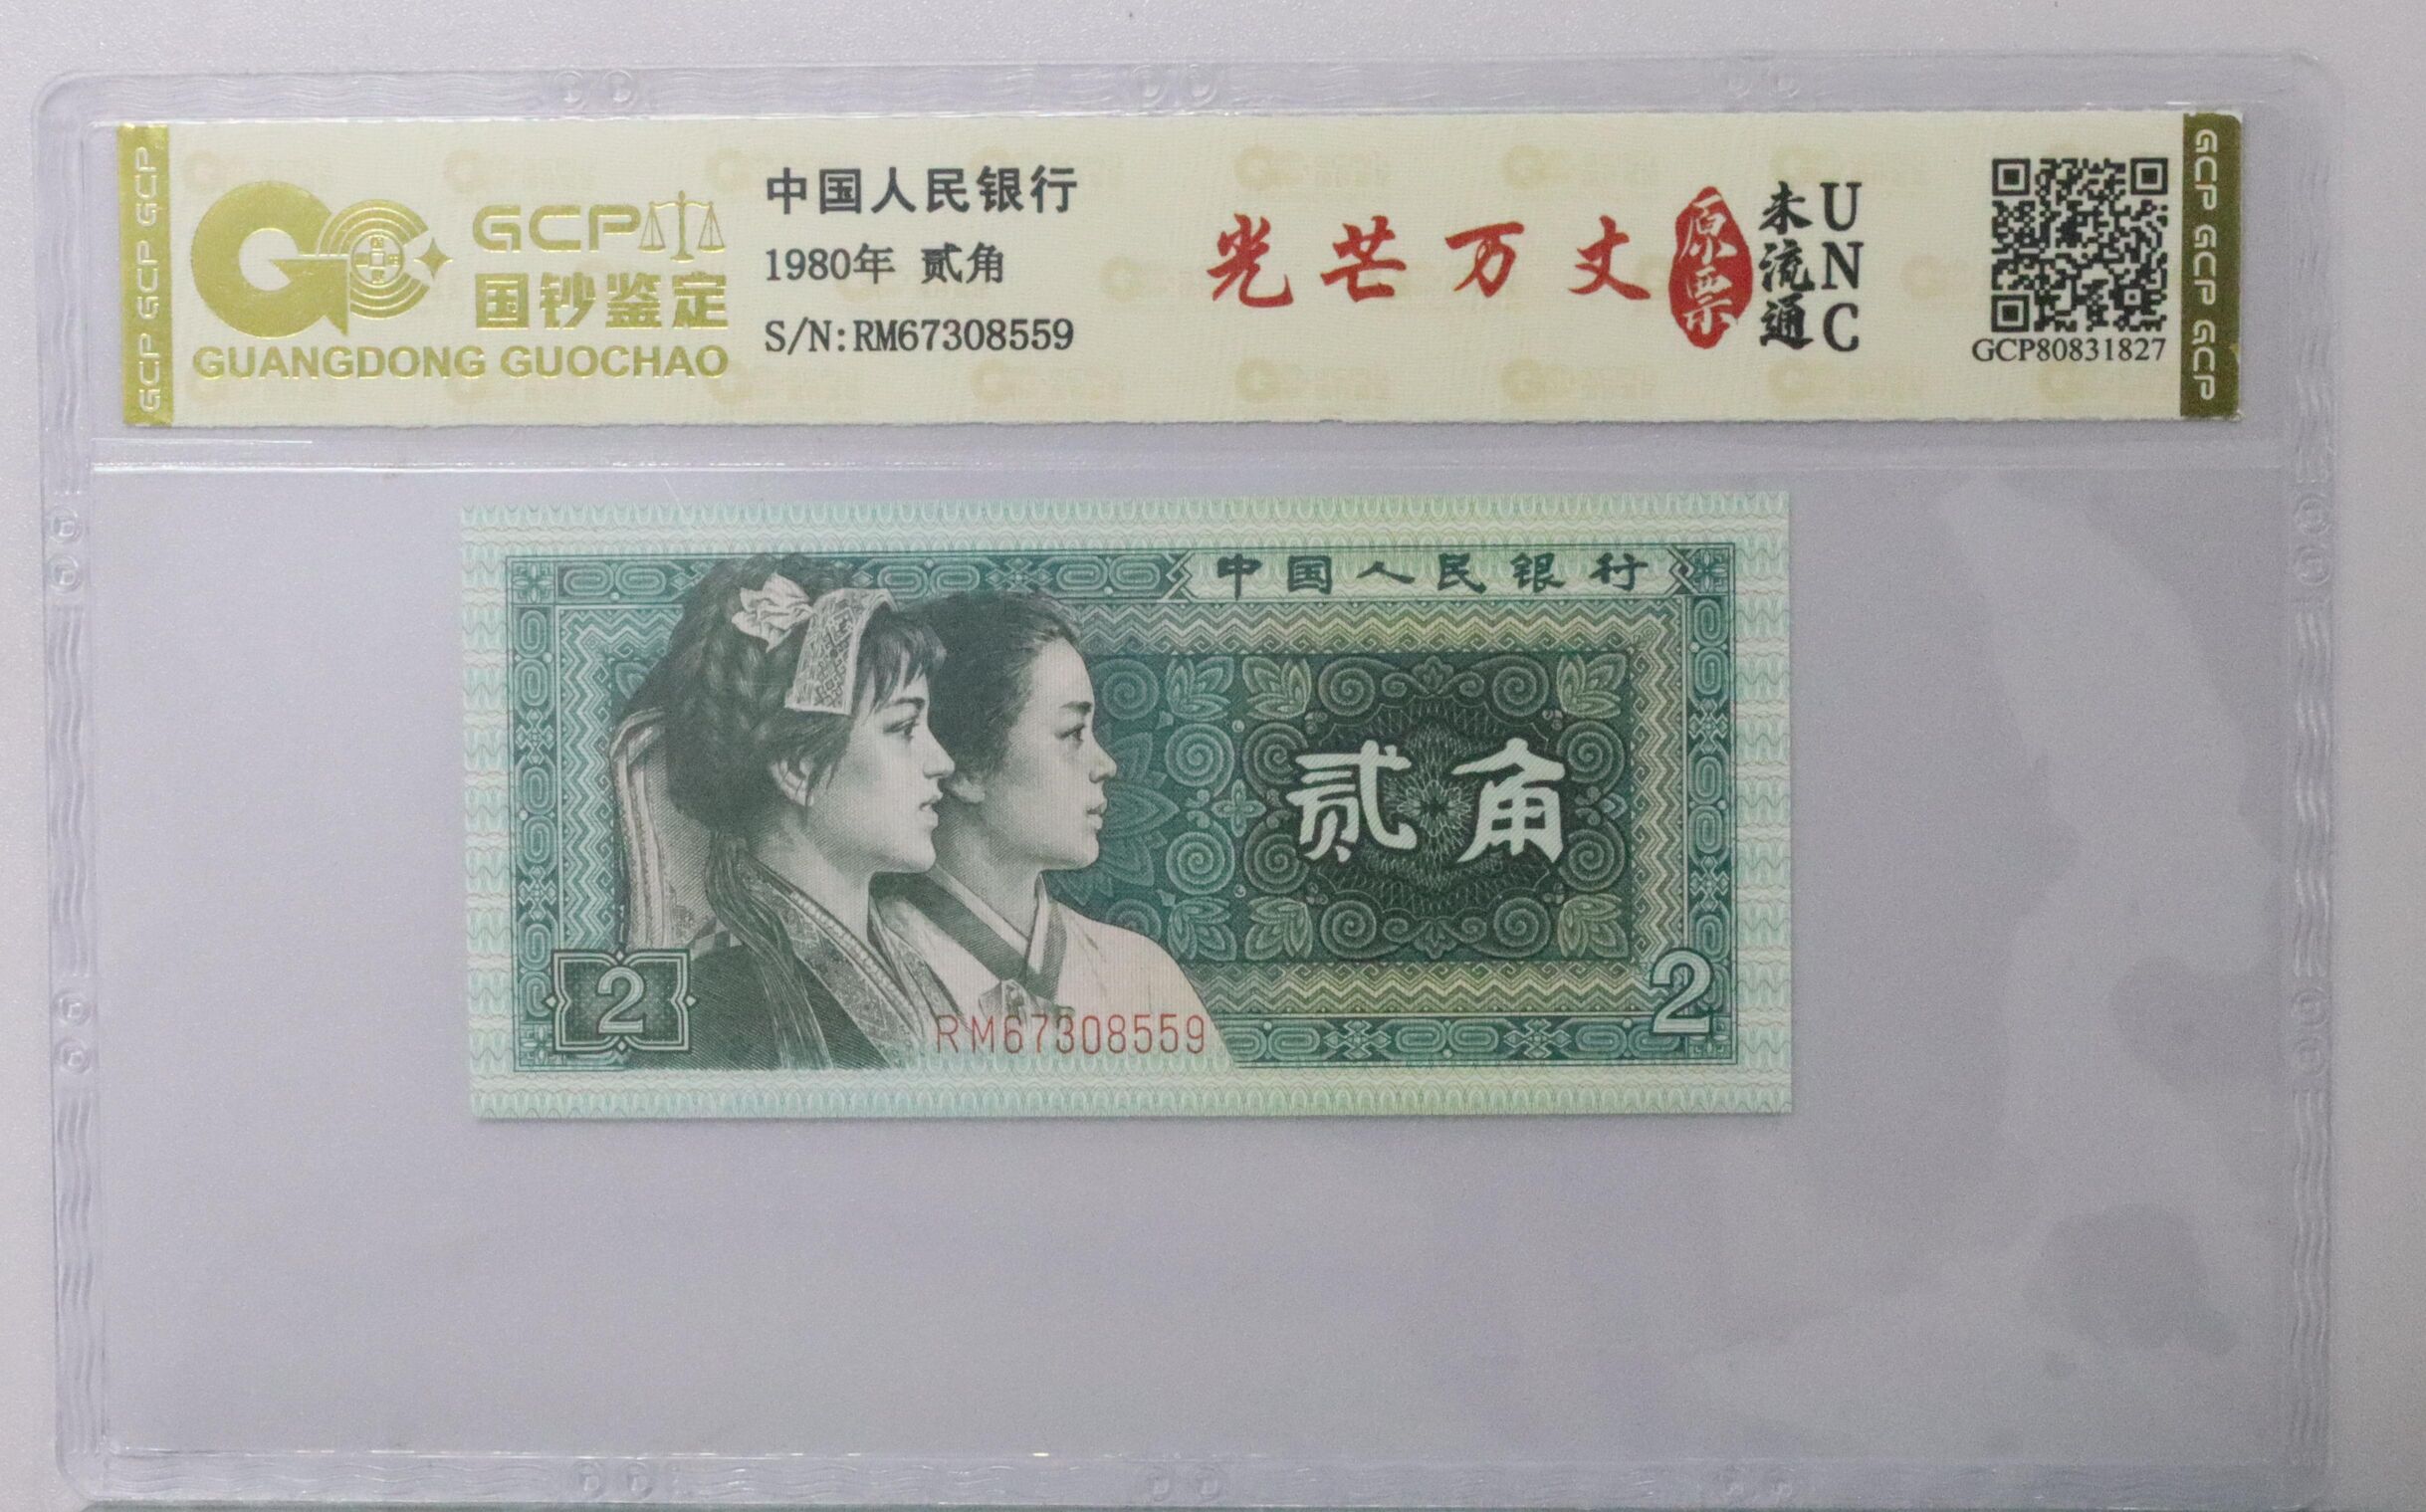 GCP GCP GCP
GCP
国钞鉴定
GUANGDONG GUOCHAO
中国人民银行
1980年 贰角
S/N:RM67308559
光芒万丈
原票
未流通
UNC
GCP80831827
GCP GCP GCP
中国人民银行
贰角
2
RM67308559
2